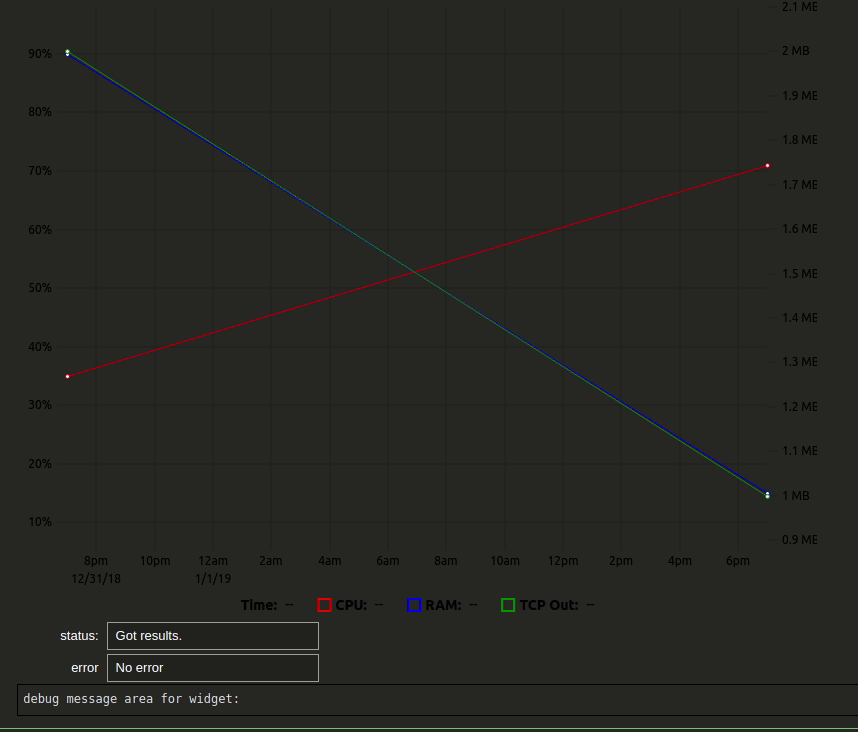 2.1 ME
90%
2 MB
1.9 ME
80%
1.8 ME
70%
1.7 ME
60%
1.6 ME
50%
1.5 ME
40%
1.4 ME
1.3 ME
30%
1.2 ME
20%
1.1 ME
10%
1 MB
0.9 ME
8pm 10pm 12am 2am 4am 6am 8am 10am 12pm 2pm 4pm 6pm
12/31/18 1/1/19
Time: -- CPU: -- RAM: -- TCP Out: --
status: Got results.
error No error
debug message area for widget: